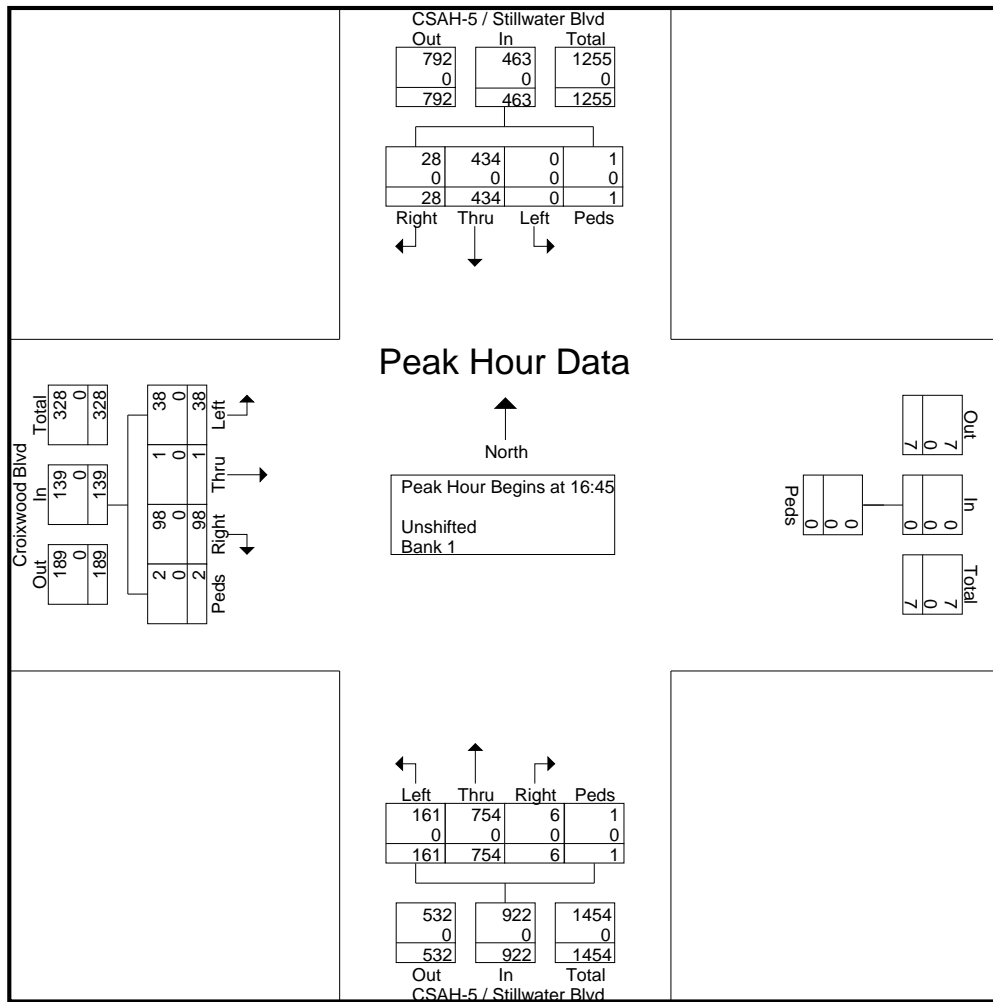 CSAH-5 / Stillwater Blvd
Out In Total
792 463 1255
0 0 0
792 463 1255
28 434 0 1
0 0 0 0
28 434 0 1
Right Thru Left Peds
Peak Hour Data
North
Peak Hour Begins at 16:45
Unshifted
Bank 1
Croixwood Blvd
Out In Total
189 139 328
0 0 0
189 139 328
2 98 1 38
0 0 0 0
2 98 1 38
Peds Right Thru Left
Out In Total
7 0 7
0 0 0
7 0 7
0
0
0
Peds
Left Thru Right Peds
161 754 6 1
0 0 0 0
161 754 6 1
532 922 1454
0 0 0
532 922 1454
Out In Total
CSAH-5 / Stillwater Blvd